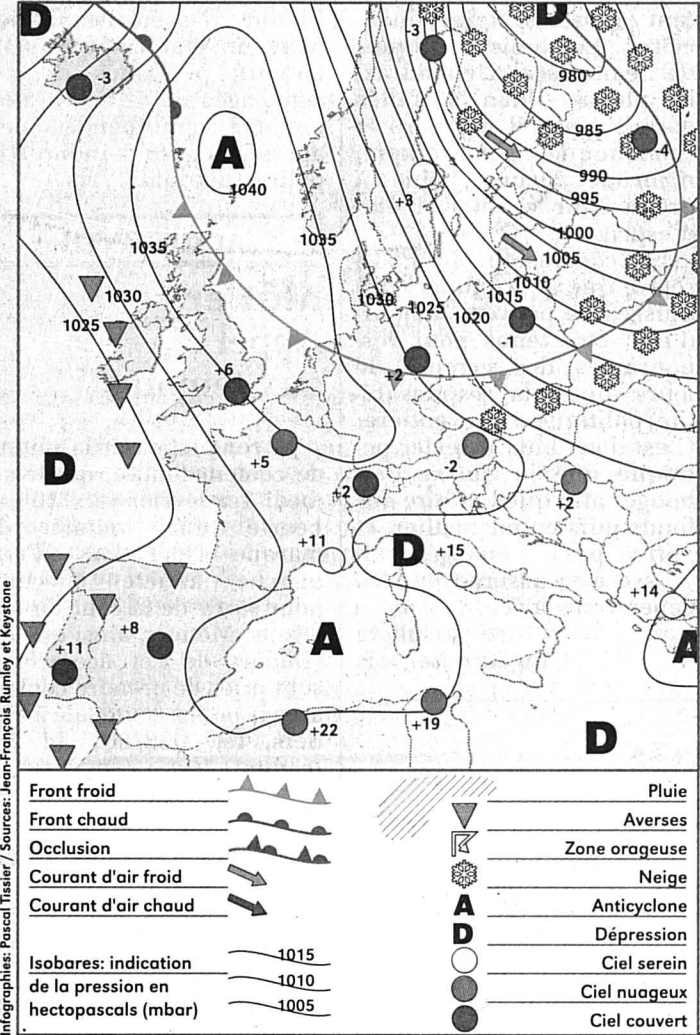 D
D
-3
-3
980
985
-4
A
1040
990
+3
995
1035
1035
1000
1005
1010
1030
1030
1025
1015
1025
1020
-1
+6
-2
D
+5
-2
+2
+2
+11
D
+15
+14
+8
A
+11
A
+22
+19
D
Front froid
Front chaud
Occlusion
Courant d'air froid
Courant d'air chaud
Isobares: indication
de la pression en
hectopascals (mbar)
1015
1010
1005
Pluie
Averses
Zone orageuse
Neige
A Anticyclone
D Dépression
Ciel serein
Ciel nuageux
Ciel couvert
Infographies: Pascal Tissier / Sources: Jean-François Rumley et Keystone